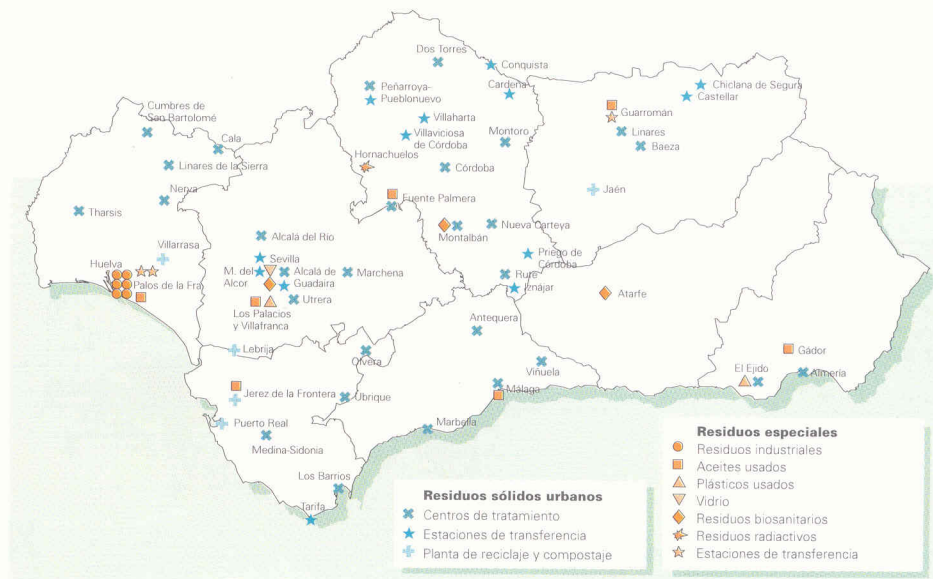 Dos Torres
Conquista
Cardena
Chiclana de Segura
Castellar
Peñarroya-
Pueblonuevo
Cumbres de
San Bartolomé
Guarromán
Villaharta
Villaviciosa
de Córdoba
Montoro
Linares
Baeza
Cala
Hornachuelos
Linares de la Sierra
Córdoba
Nerva
Jaén
Fuente Palmera
Tharsis
Montalbán
Nueva Carteya
Alcalá del Río
Villarrasa
Sevilla
Priego de
Córdoba
Huelva
M. del
Alcor
Alcalá de
Guadaira
Marchena
Rute
Palos de la Fra.
Iznájar
Atarfe
Utrera
Los Palacios
y Villafranca
Antequera
Lebrija
Olvera
Viñuela
Gádor
El Ejido
Almería
Málaga
Jerez de la Frontera
Ubrique
Puerto Real
Marbella
Medina-Sidonia
Los Barrios
Tarifa
Residuos sólidos urbanos
Centros de tratamiento
Estaciones de transferencia
Planta de reciclaje y compostaje
Residuos especiales
Residuos industriales
Aceites usados
Plásticos usados
Vidrio
Residuos biosanitarios
Residuos radiactivos
Estaciones de transferencia